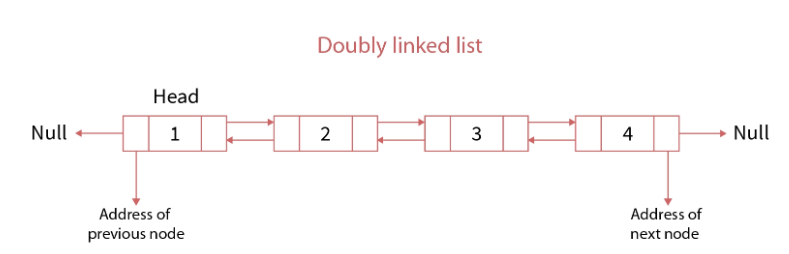 Doubly linked list
Head
Null 1 2 3 4 Null
Address of
previous node
Address of
next node